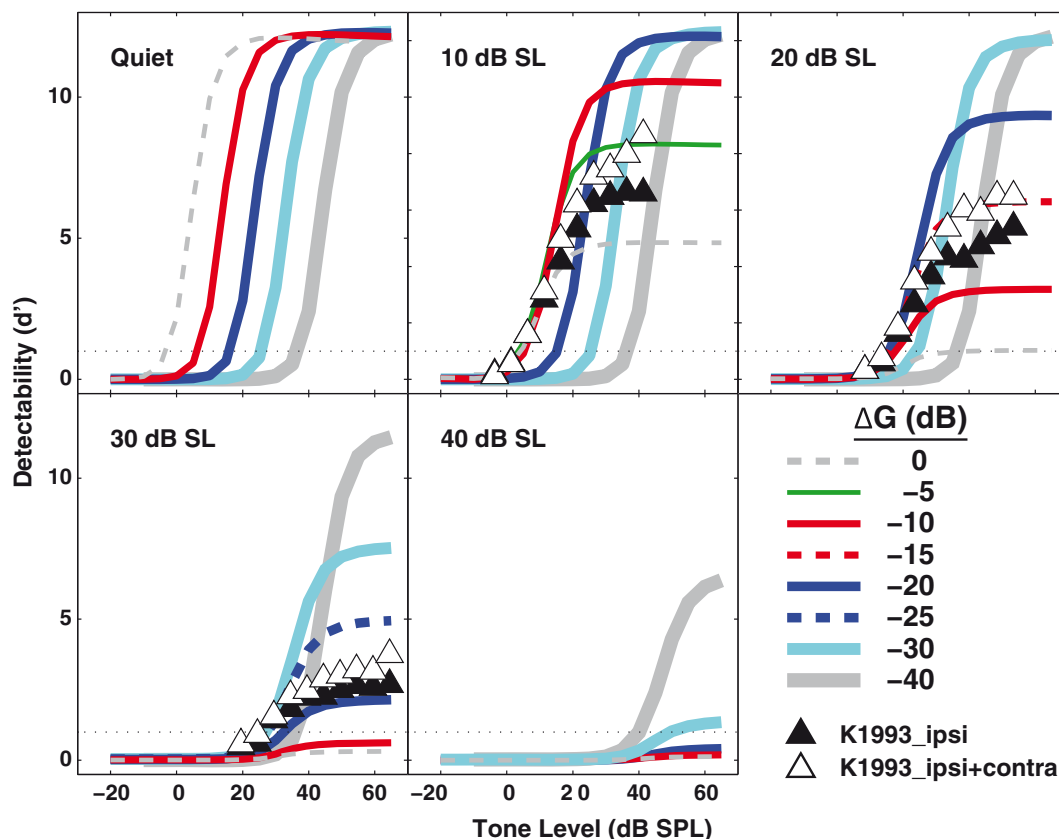 Quiet
10 dB SL
20 dB SL
30 dB SL
40 dB SL
10
5
0
10
5
0
Detectability (d')
−20 0 20 40 60
−20 0 2 0 40 60
Tone Level (dB SPL)
ΔG (dB)
0
−5
−10
−15
−20
−25
−30
−40
K1993_ipsi
K1993_ipsi+contra